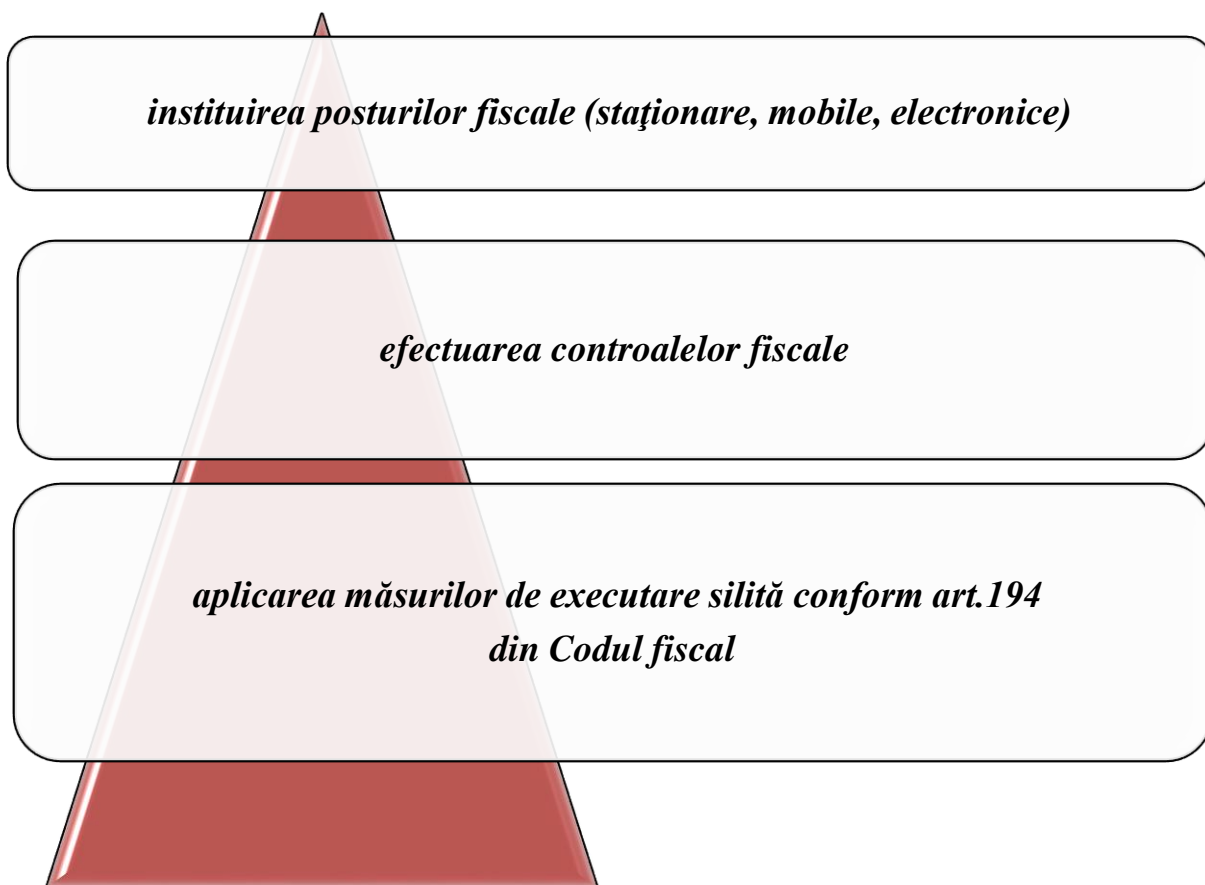 instituirea posturilor fiscale (staţionare, mobile, electronice)
efectuarea controalelor fiscale
aplicarea măsurilor de executare silită conform art.194
din Codul fiscal